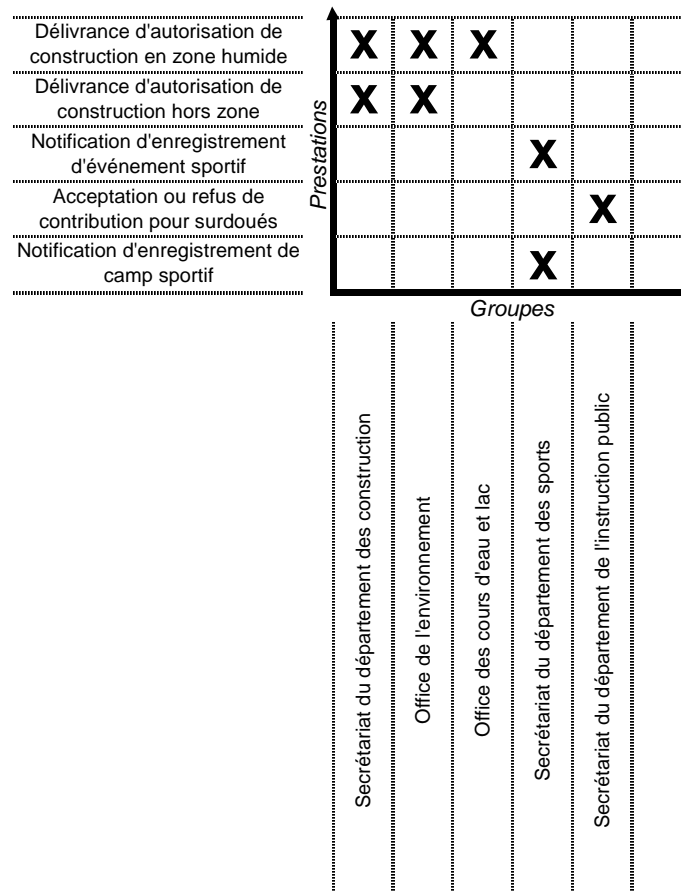 Délivrance d'autorisation de
construction en zone humide
X X X
Délivrance d'autorisation de
construction hors zone
X X
Notification d'enregistrement
d'événement sportif
X
Acceptation ou refus de
contribution pour surdoués
X
Notification d'enregistrement de
camp sportif
X
Prestations
Groupes
Secrétariat du département des construction
Office de l'environnement
Office des cours d'eau et lac
Secrétariat du département des sports
Secrétariat du département de l'instruction public